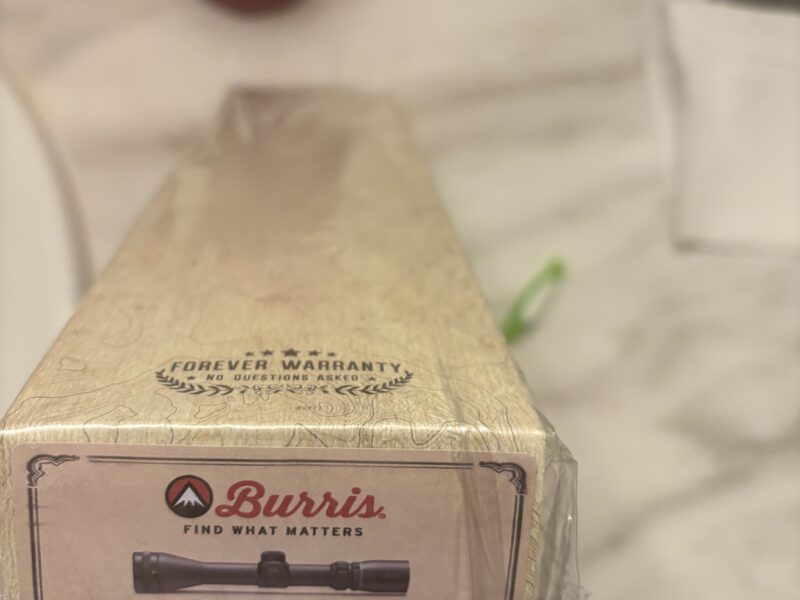 FOREVER WARRANTY
NO QUESTIONS ASKED
Burris.
FIND WHAT MATTERS